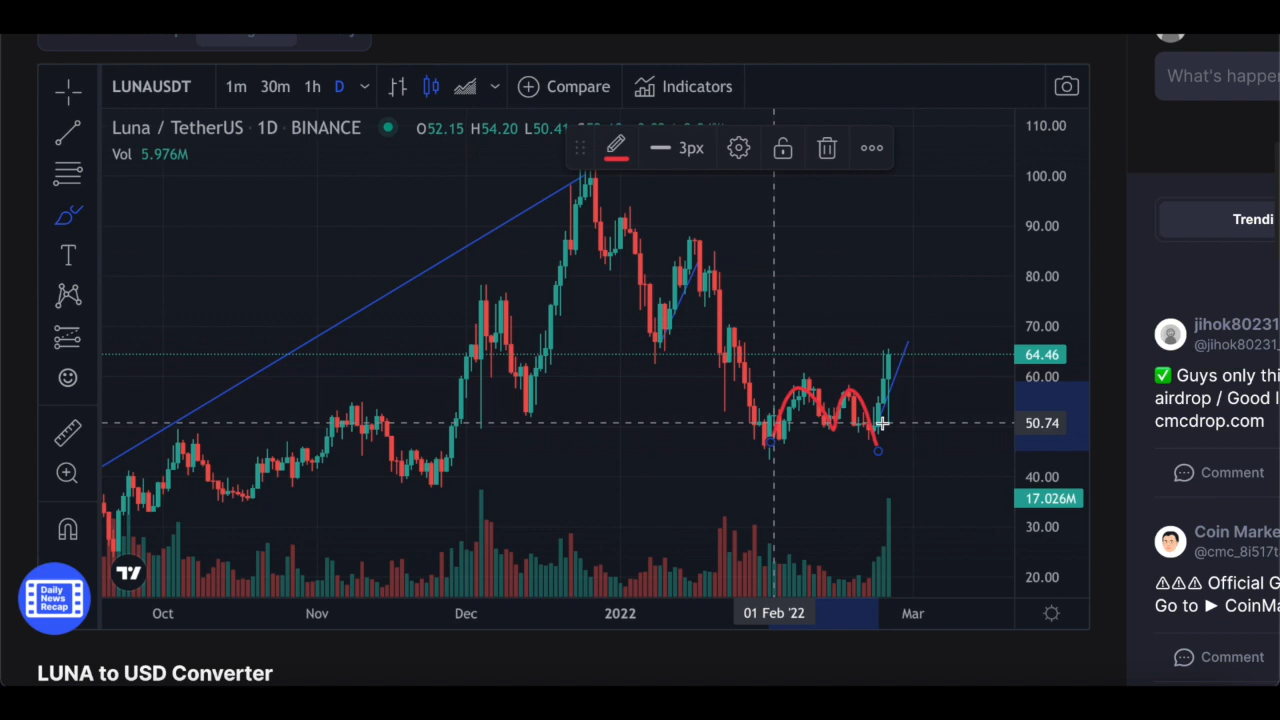 What's happen
LUNAUSDT 1m 30m 1h D Compare Indicators
Luna / TetherUS · 1D · BINANCE O52.15 H54.20 L50.41
Vol 5.976M
3px
110.00
100.00
90.00
80.00
70.00
64.46
60.00
50.74
40.00
17.026M
30.00
20.00
Oct Nov Dec 2022 01 Feb '22 Mar
Daily
News
Recap
LUNA to USD Converter
Trendi
jihok80231
@jihok80231_
✅ Guys only thi
airdrop / Good l
cmcdrop.com
Comment
Coin Marke
@cmc_8i517t
⚠⚠⚠ Official G
Go to ► CoinMa
Comment